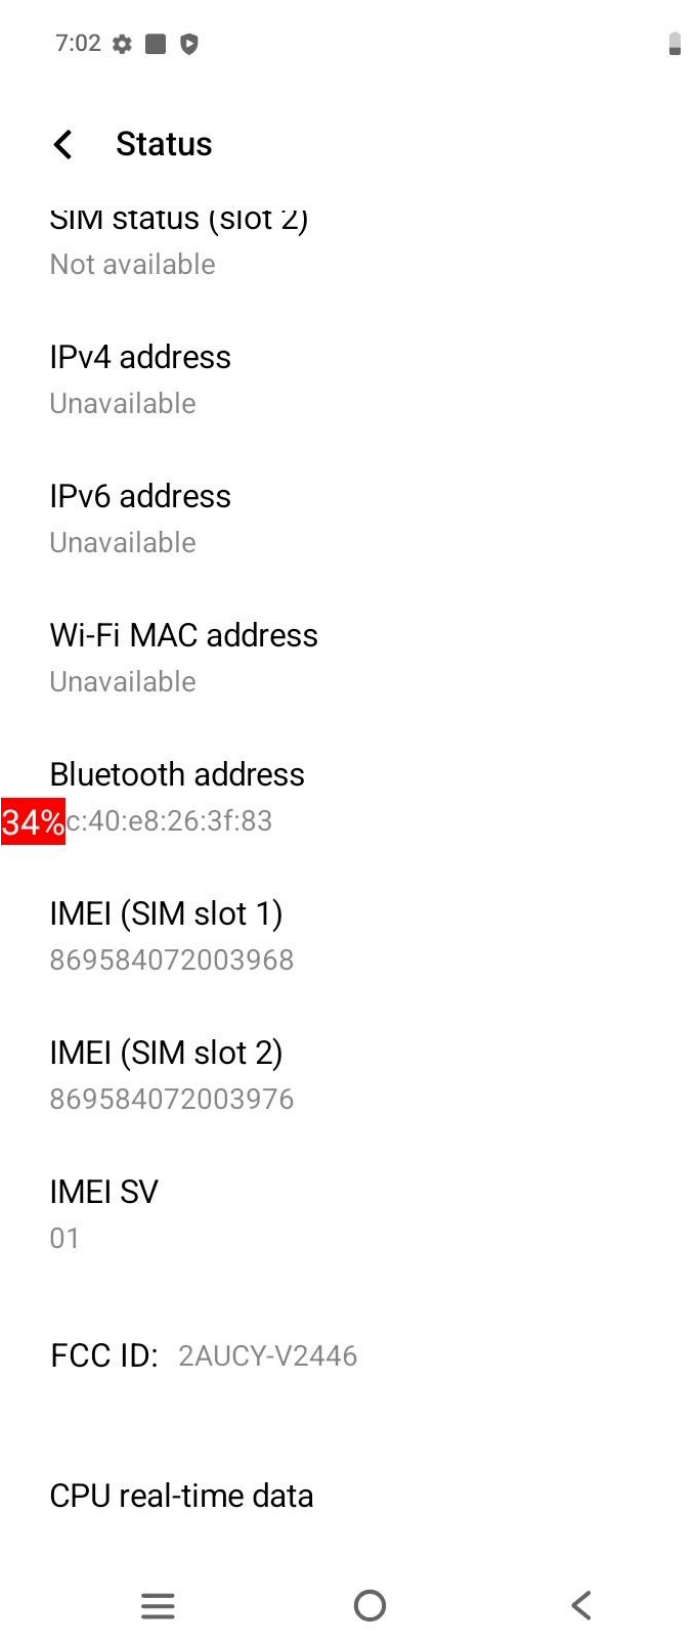 7:02
Status
SIM status (slot 2)
Not available
IPv4 address
Unavailable
IPv6 address
Unavailable
Wi-Fi MAC address
Unavailable
Bluetooth address
34%c:40:e8:26:3f:83
IMEI (SIM slot 1)
869584072003968
IMEI (SIM slot 2)
869584072003976
IMEI SV
01
FCC ID: 2AUCY-V2446
CPU real-time data